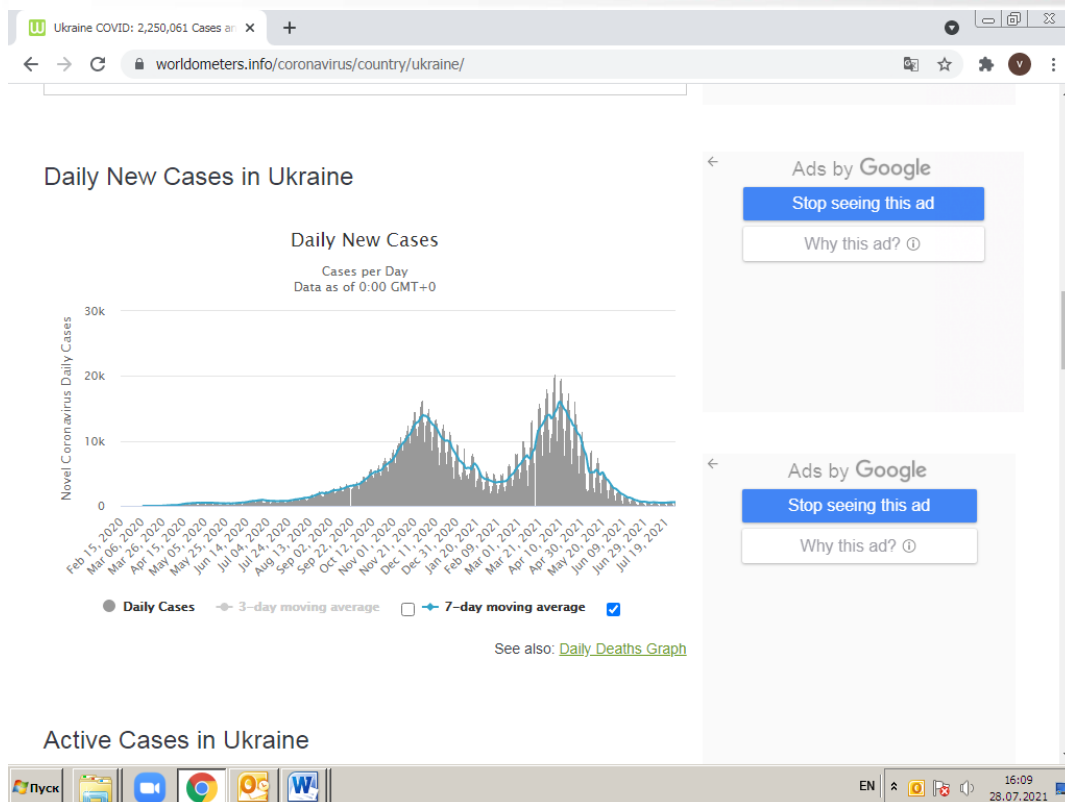 Ukraine COVID: 2,250,061 Cases an
worldometers.info/coronavirus/country/ukraine/
V
Daily New Cases in Ukraine
Daily New Cases
Cases per Day
Data as of 0:00 GMT+0
Novel Coronavirus Daily Cases
30k
20k
10k
0
Feb 15, 2020
Mar 06, 2020
Mar 26, 2020
Apr 15, 2020
May 05, 2020
May 25, 2020
Jun 14, 2020
Jul 04, 2020
Jul 24, 2020
Aug 13, 2020
Sep 02, 2020
Sep 22, 2020
Oct 12, 2020
Nov 01, 2020
Nov 21, 2020
Dec 11, 2020
Dec 31, 2020
Jan 20, 2021
Feb 09, 2021
Mar 01, 2021
Mar 21, 2021
Apr 10, 2021
Apr 30, 2021
May 20, 2021
Jun 09, 2021
Jun 29, 2021
Jul 19, 2021
Daily Cases 3-day moving average 7-day moving average
See also: Daily Deaths Graph
Active Cases in Ukraine
Ads by Google
Stop seeing this ad
Why this ad?
Ads by Google
Stop seeing this ad
Why this ad?
Пуск
EN
16:09
28.07.2021